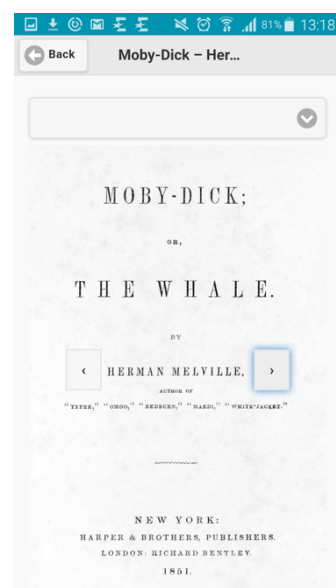 81% 13:18
Back
Moby-Dick – Her...
MOBY-DICK;
OR,
THE WHALE.
BY
‹ HERMAN MELVILLE, ›
AUTHOR OF
"TYPEE," "OMOO," "REDBURN," "MARDI," "WHITE-JACKET."
NEW YORK:
HARPER & BROTHERS, PUBLISHERS.
LONDON: RICHARD BENTLEY.
1851.